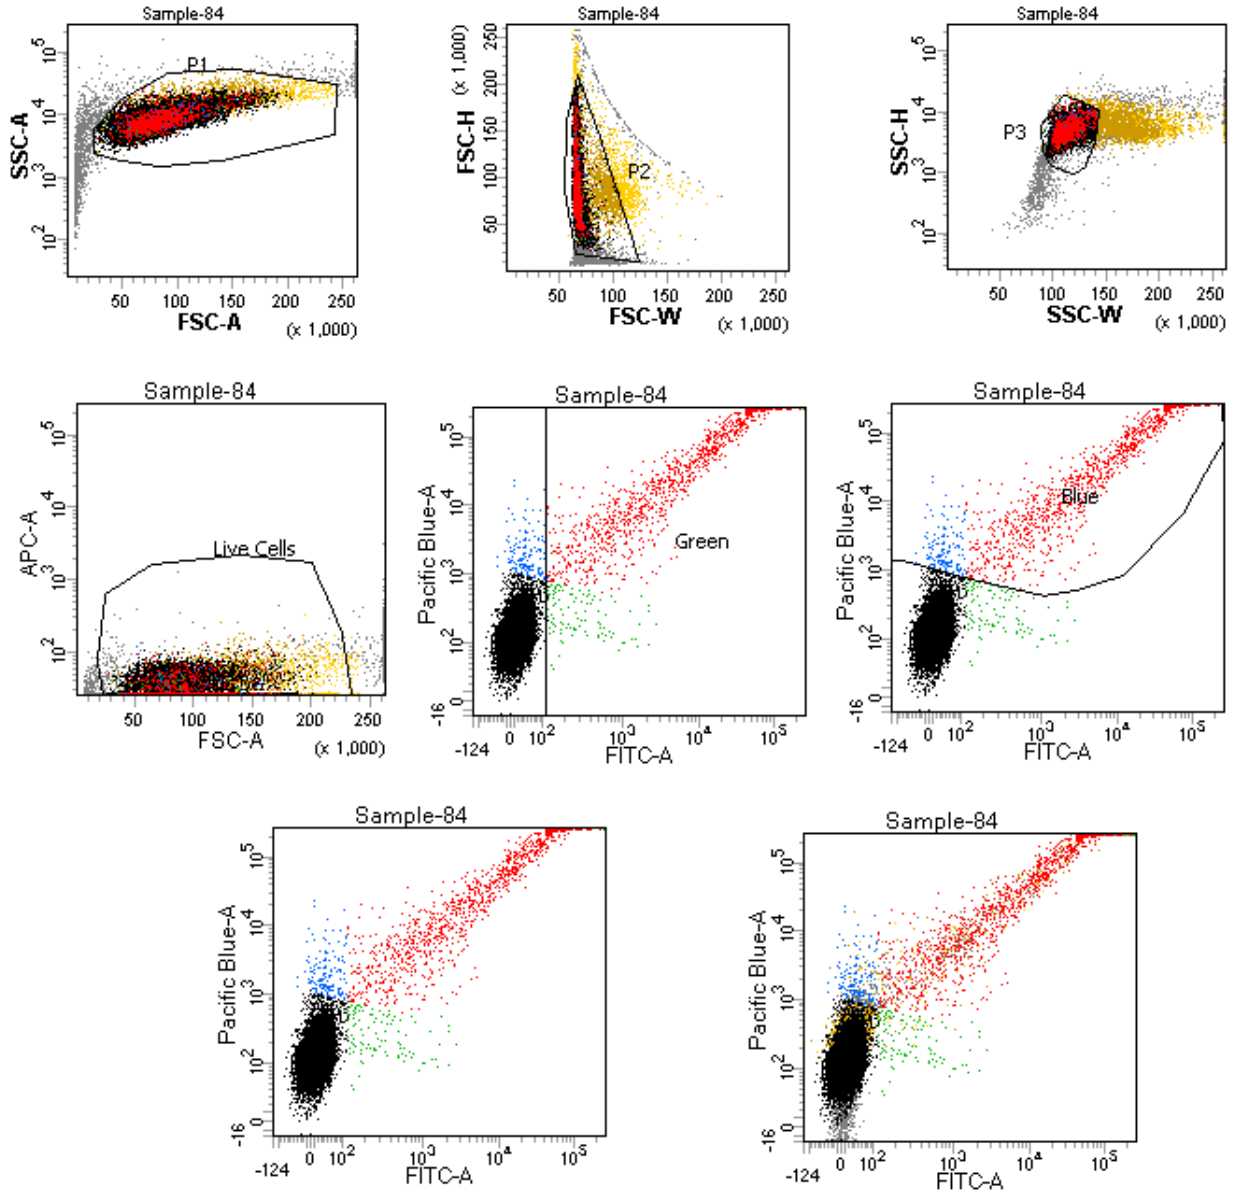 Sample-84
SSC-A
10^5
10^4
10^3
10^2
P1
50 100 150 200 250
FSC-A
(x 1,000)
Sample-84
FSC-H
(x 1,000)
250
200
150
100
50
P2
50 100 150 200 250
FSC-W
(x 1,000)
Sample-84
SSC-H
10^5
10^4
10^3
10^2
P3
50 100 150 200 250
SSC-W
(x 1,000)
Sample-84
APC-A
10^5
10^4
10^3
10^2
Live Cells
50 100 150 200 250
FSC-A
(x 1,000)
Sample-84
Pacific Blue-A
10^5
10^4
10^3
10^2
0
-16
Green
-124 0 10^2 10^3 10^4 10^5
FITC-A
Sample-84
Pacific Blue-A
10^5
10^4
10^3
10^2
0
-16
Blue
-124 0 10^2 10^3 10^4 10^5
FITC-A
Sample-84
Pacific Blue-A
10^5
10^4
10^3
10^2
0
-16
-124 0 10^2 10^3 10^4 10^5
FITC-A
Sample-84
Pacific Blue-A
10^5
10^4
10^3
10^2
0
-16
-124 0 10^2 10^3 10^4 10^5
FITC-A